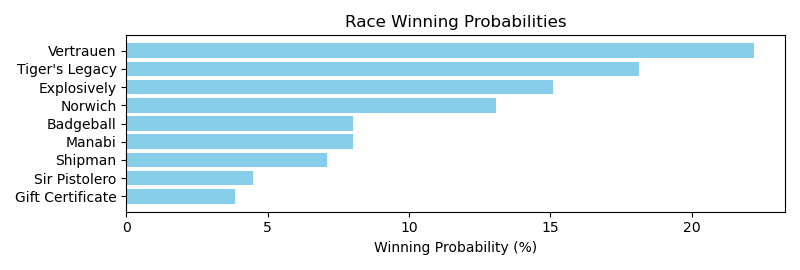 Race Winning Probabilities
Vertrauen
Tiger's Legacy
Explosively
Norwich
Badgeball
Manabi
Shipman
Sir Pistolero
Gift Certificate
0 5 10 15 20
Winning Probability (%)